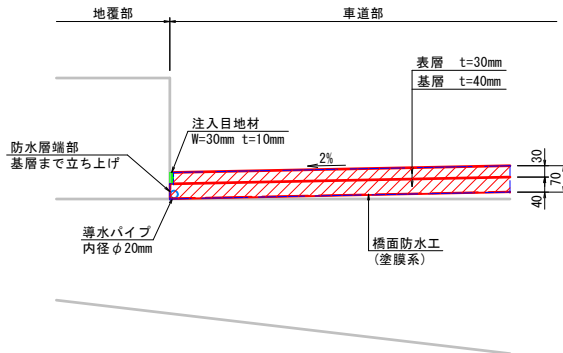 地覆部
車道部
表層 t=30mm
基層 t=40mm
注入目地材
W=30mm t=10mm
防水層端部
基層まで立ち上げ
2%
30
70
40
導水パイプ
内径φ20mm
橋面防水工
(塗膜系)